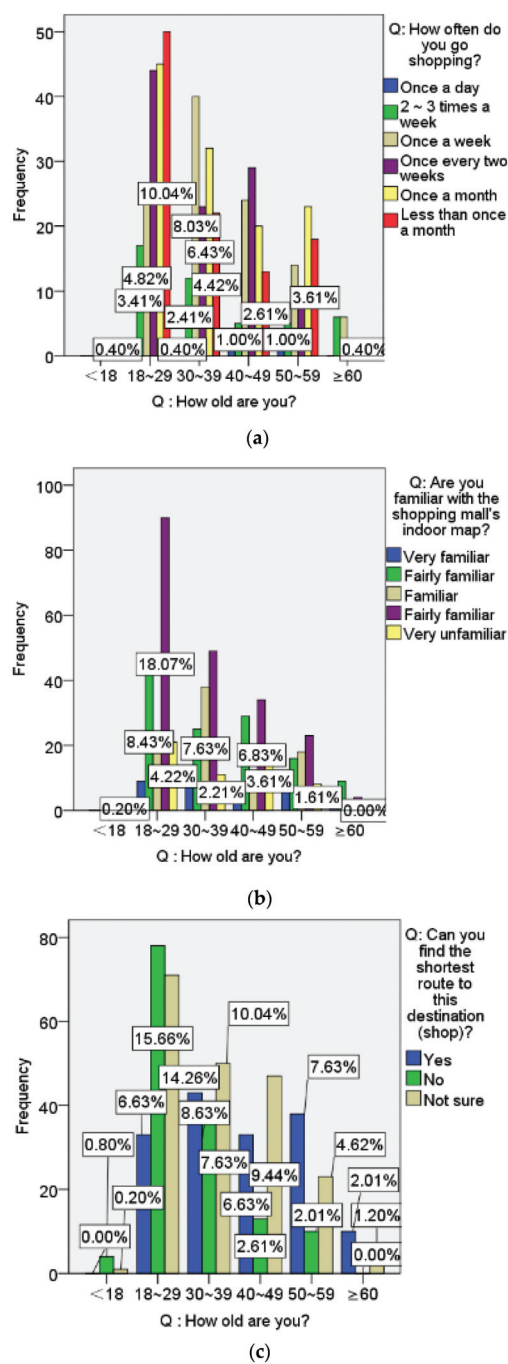 Q: How often do
you go
shopping?
Once a day
2 ~ 3 times a
week
Once a week
Once every two
weeks
Once a month
Less than once
a month
Frequency
50
40
30
20
10
0
10.04%
8.03%
6.43%
4.82%
4.42%
3.41%
2.41%
2.61%
3.61%
1.00%
1.00%
0.40%
0.40%
0.40%
<18 18~29 30~39 40~49 50~59 ≥60
Q : How old are you?
(a)
Q: Are you
familiar with the
shopping mall's
indoor map?
Very familiar
Fairly familiar
Familiar
Fairly familiar
Very unfamiliar
Frequency
100
80
60
40
20
0
18.07%
8.43%
7.63%
6.83%
4.22%
3.61%
2.21%
1.61%
0.20%
0.00%
<18 18~29 30~39 40~49 50~59 ≥60
Q : How old are you?
(b)
Q: Can you
find the
shortest
route to
this
destination
(shop)?
Yes
No
Not sure
Frequency
80
60
40
20
0
10.04%
15.66%
7.63%
14.26%
6.63%
8.63%
0.80%
4.62%
7.63%
9.44%
2.01%
0.20%
6.63%
2.01%
1.20%
0.00%
2.61%
0.00%
<18 18~29 30~39 40~49 50~59 ≥60
Q : How old are you?
(c)